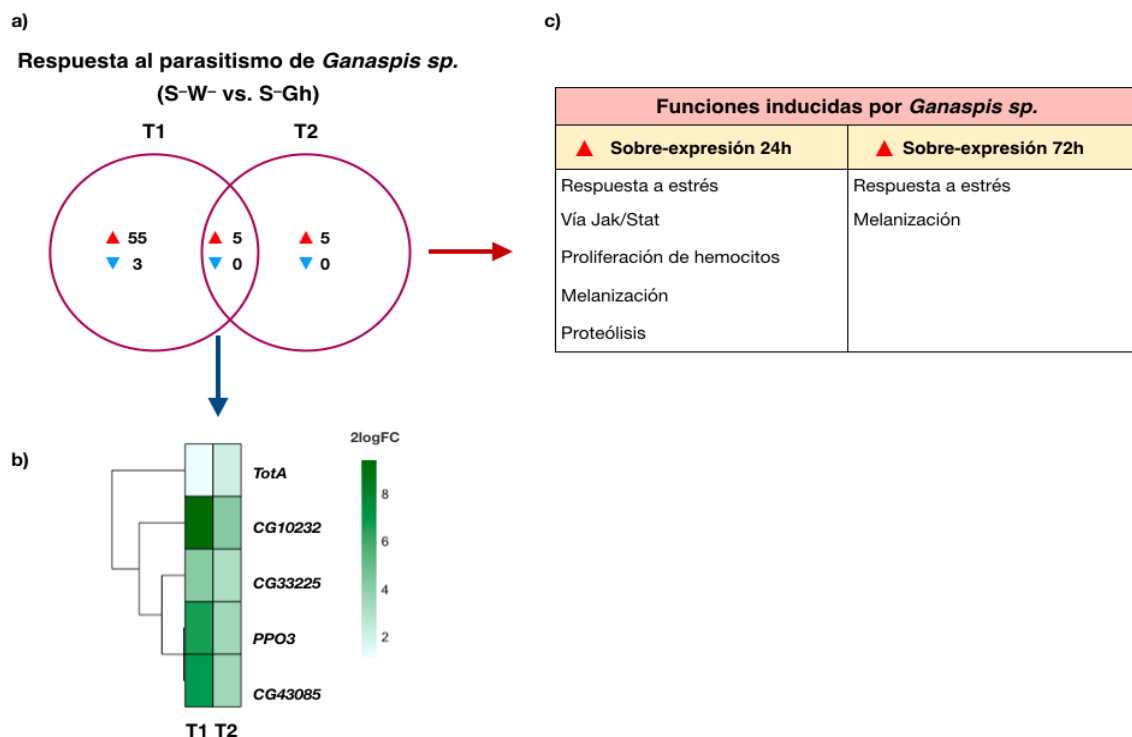 a)
Respuesta al parasitismo de Ganaspis sp.
(S⁻W⁻ vs. S⁻Gh)
T1 T2
▲ 55 ▲ 5 ▲ 5
▼ 3 ▼ 0 ▼ 0
b)
2logFC
8
6
4
2
TotA
CG10232
CG33225
PPO3
CG43085
T1 T2
c)
Funciones inducidas por Ganaspis sp.
▲ Sobre-expresión 24h ▲ Sobre-expresión 72h
Respuesta a estrés Respuesta a estrés
Vía Jak/Stat Melanización
Proliferación de hemocitos
Melanización
Proteólisis